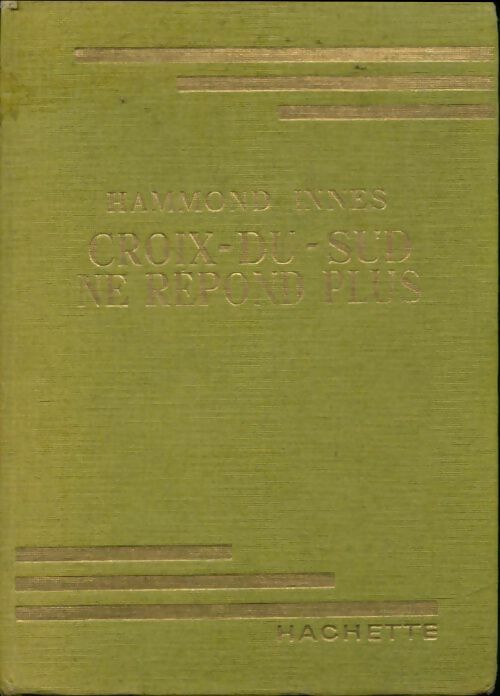 HAMMOND INNES
CROIX-DU-SUD
NE RÉPOND PLUS
HACHETTE